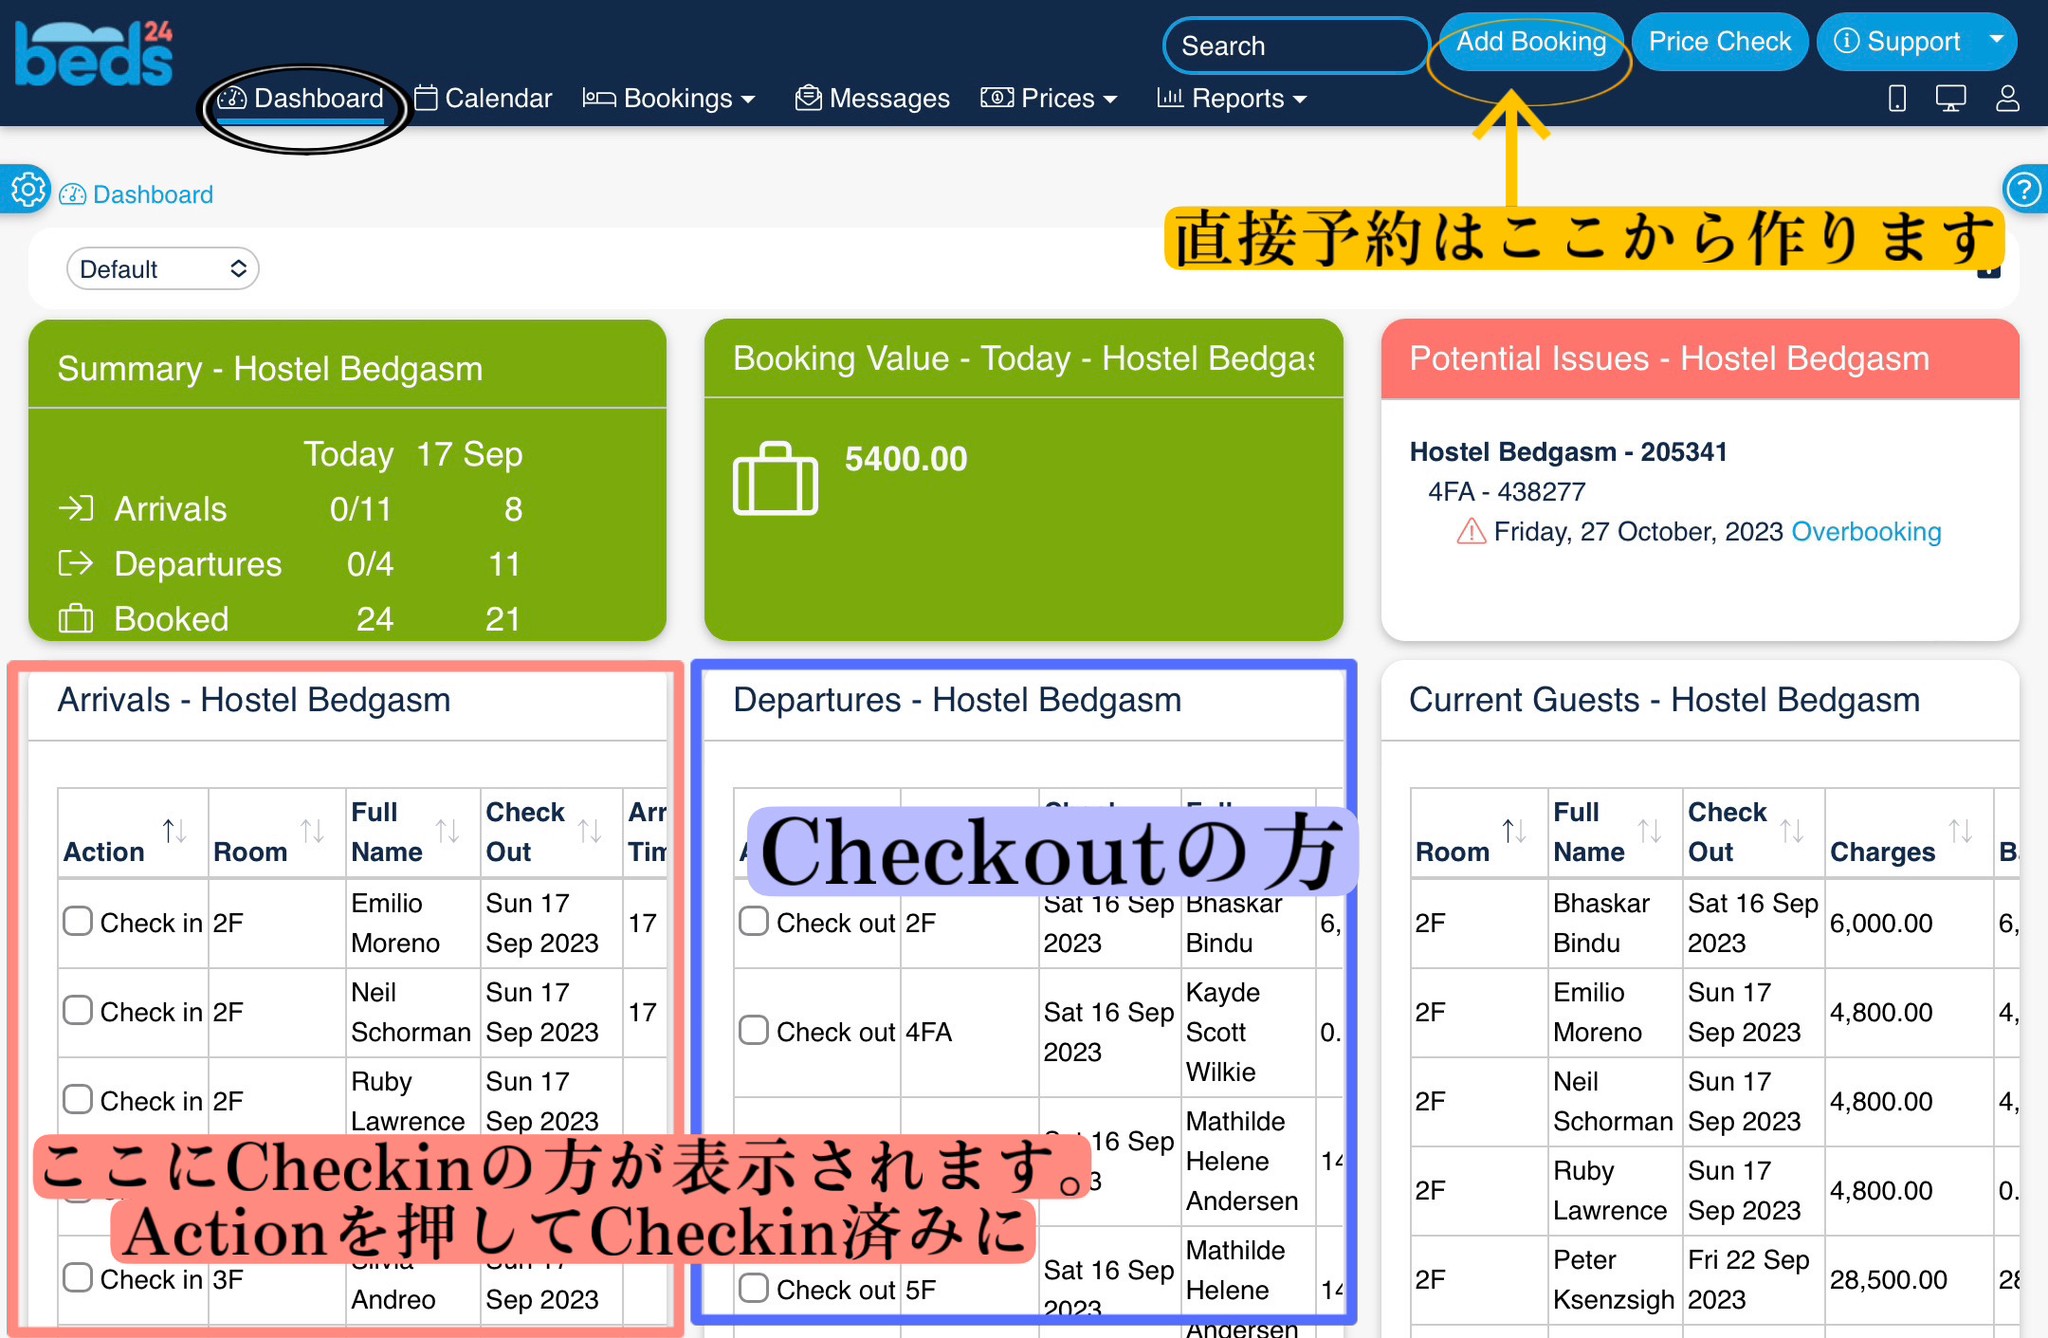 beds24
Search
Add Booking
Price Check
Support
Dashboard
Calendar
Bookings
Messages
Prices
Reports
Dashboard
直接予約はここから作ります
Default
Summary - Hostel Bedgasm
Today 17 Sep
Arrivals 0/11 8
Departures 0/4 11
Booked 24 21
Booking Value - Today - Hostel Bedgas
5400.00
Potential Issues - Hostel Bedgasm
Hostel Bedgasm - 205341
4FA - 438277
Friday, 27 October, 2023 Overbooking
Arrivals - Hostel Bedgasm
Action Room Full Name Check Out Arr Tim
Check in 2F Emilio Moreno Sun 17 Sep 2023 17
Check in 2F Neil Schorman Sun 17 Sep 2023 17
Check in 2F Ruby Lawrence Sun 17 Sep 2023
ここにCheckinの方が表示されます。
Actionを押してCheckin済みに
Check in 3F Silvia Andreo Sun 17 Sep 2023
Departures - Hostel Bedgasm
Checkoutの方
Check out 2F Sat 16 Sep 2023 Bhaskar Bindu 6,
Check out 4FA Sat 16 Sep 2023 Kayde Scott Wilkie 0.
16 Sep Mathilde Helene Andersen 14
Check out 5F Sat 16 Sep 2023 Mathilde Helene Andersen 14
Current Guests - Hostel Bedgasm
Room Full Name Check Out Charges B
2F Bhaskar Bindu Sat 16 Sep 2023 6,000.00 6,
2F Emilio Moreno Sun 17 Sep 2023 4,800.00 4,
2F Neil Schorman Sun 17 Sep 2023 4,800.00 4,
2F Ruby Lawrence Sun 17 Sep 2023 4,800.00 0.
2F Peter Ksenzsigh Fri 22 Sep 2023 28,500.00 28